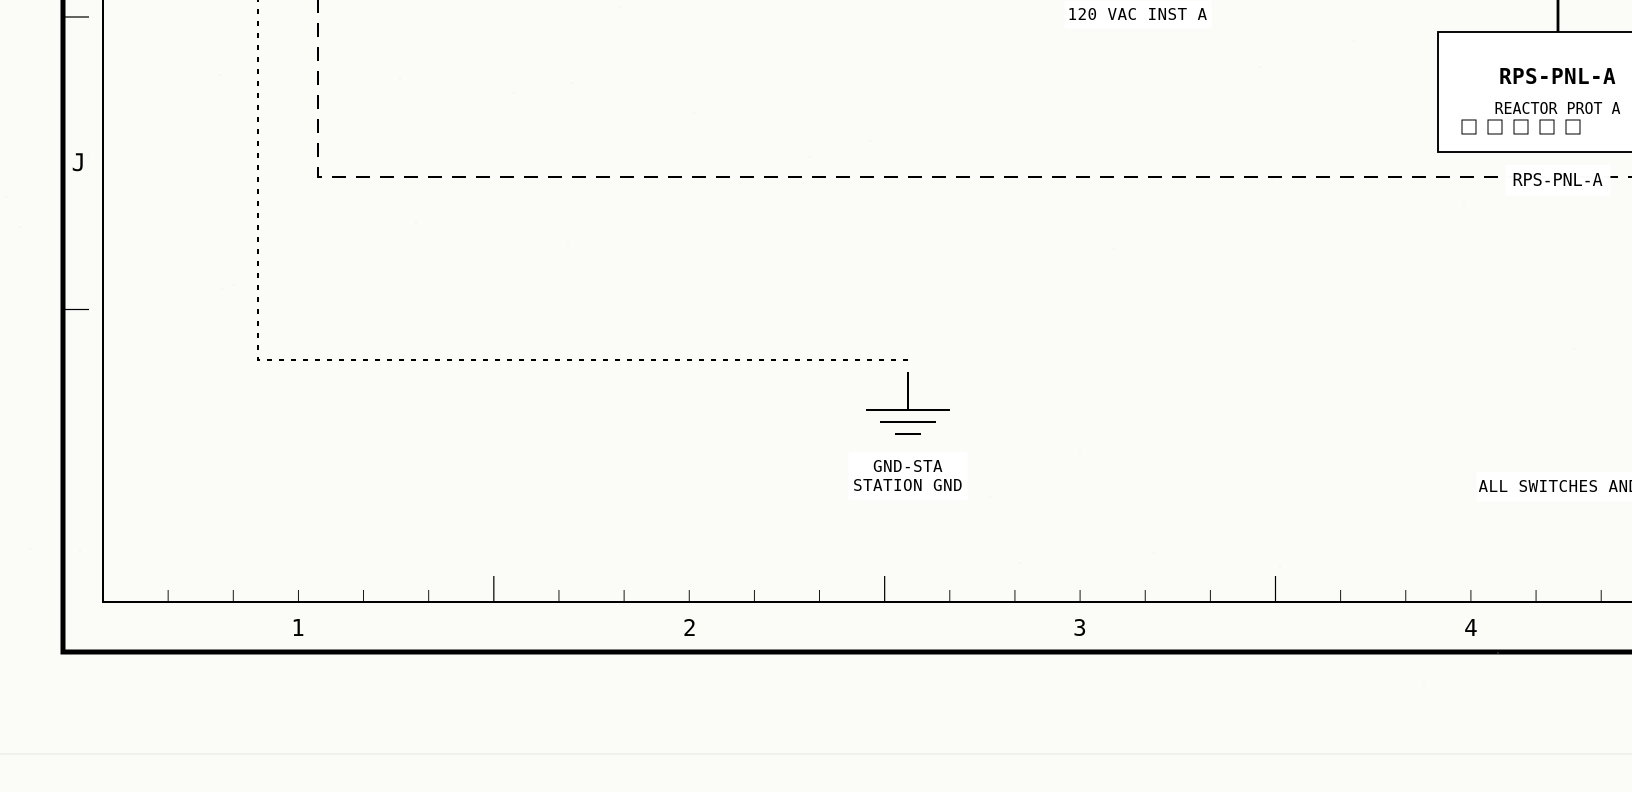 120 VAC INST A
RPS-PNL-A
REACTOR PROT A
J
RPS-PNL-A
GND-STA
STATION GND
ALL SWITCHES AND
1 2 3 4